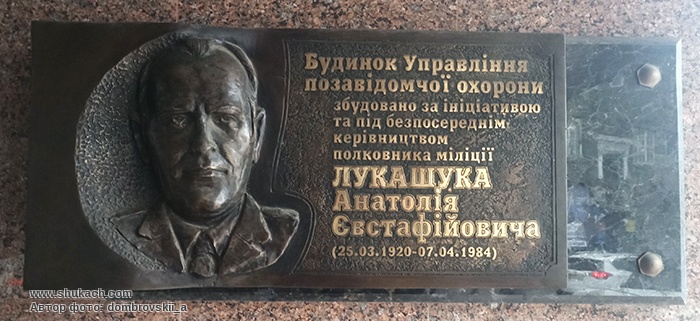 Будинок Управління
позавідомчої охорони
збудовано за ініціативою
та під безпосереднім
керівництвом
полковника міліції
ЛУКАЩУКА
Анатолія
Євстафійовича
(25.03.1920-07.04.1984)
www.shukach.com
Автор фото: dombrovskii_a